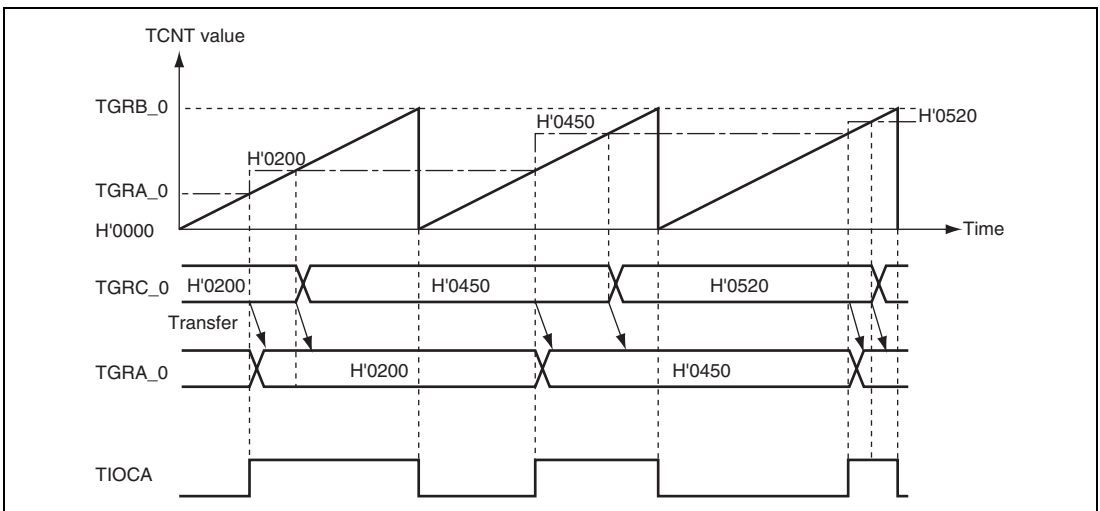 TCNT value
TGRB_0
H'0520
H'0450
H'0200
TGRA_0
H'0000
Time
TGRC_0
H'0200
H'0450
H'0520
Transfer
TGRA_0
H'0200
H'0450
TIOCA